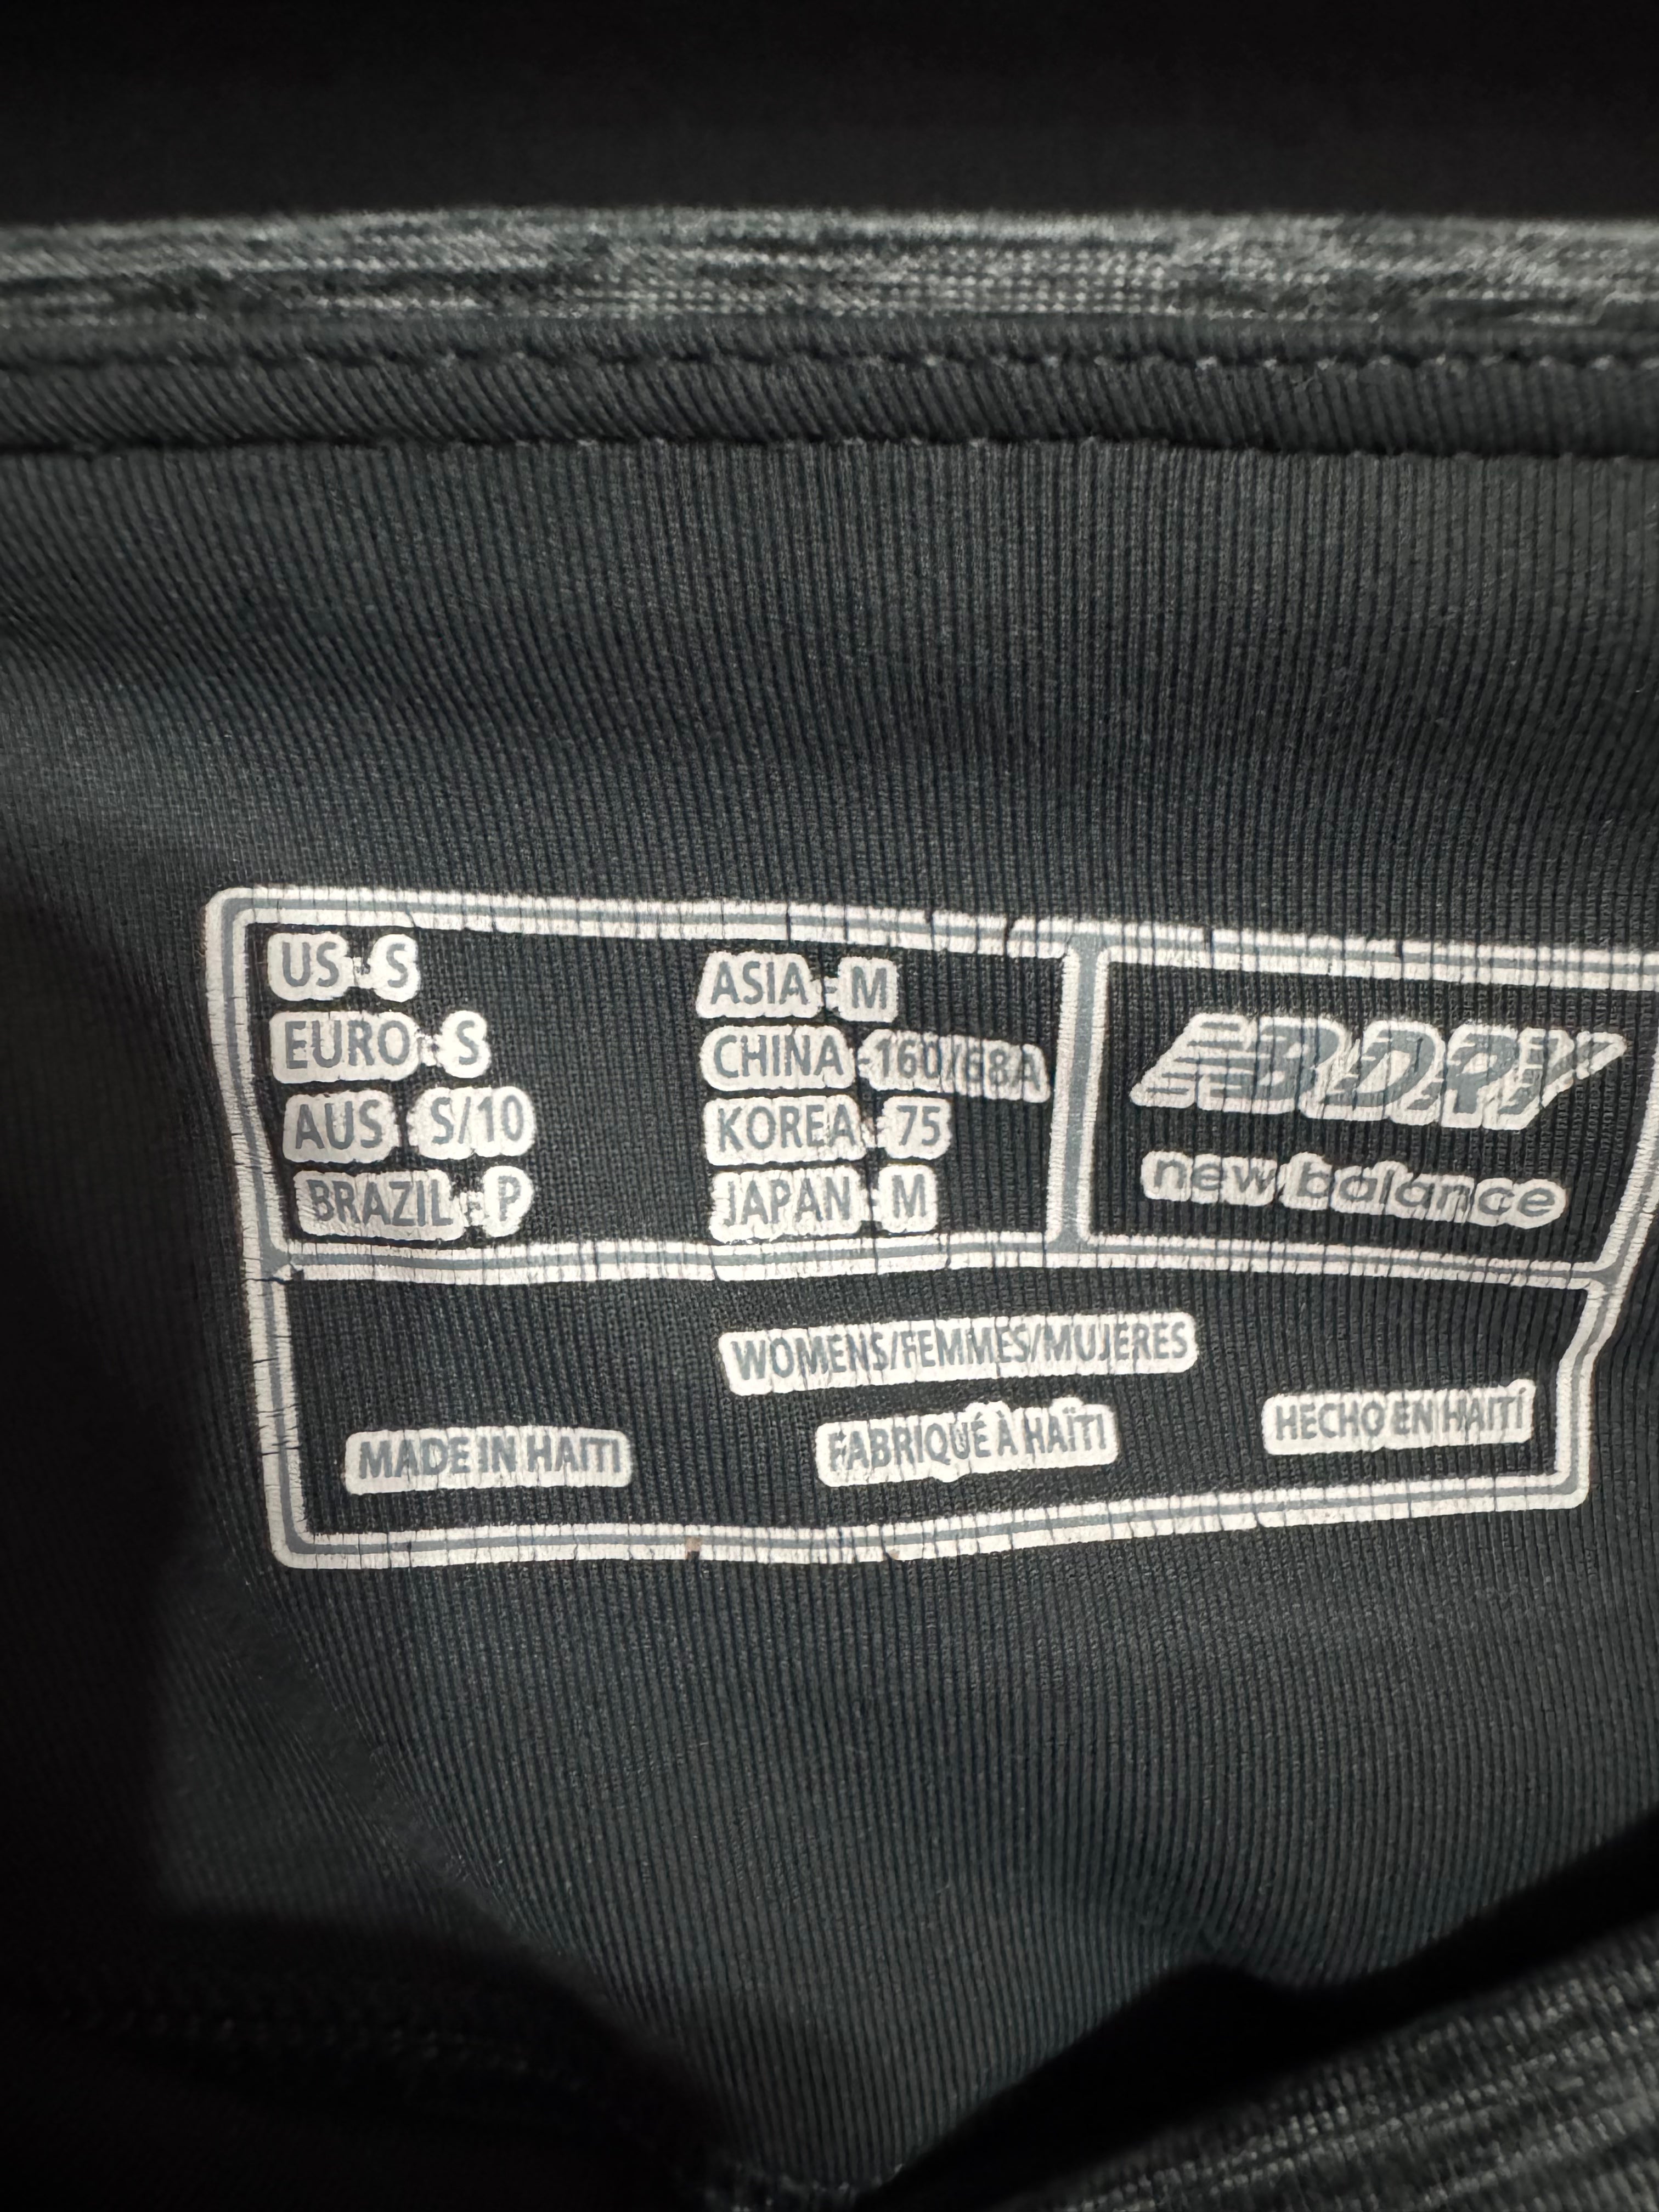 US - S
EURO - S
AUS - S/10
BRAZIL - P
ASIA - M
CHINA - 160/68A
KOREA - 75
JAPAN - M
NB DRY
new balance
WOMENS/FEMMES/MUJERES
MADE IN HAITI
FABRIQUÉ À HAÏTI
HECHO EN HAITÍ